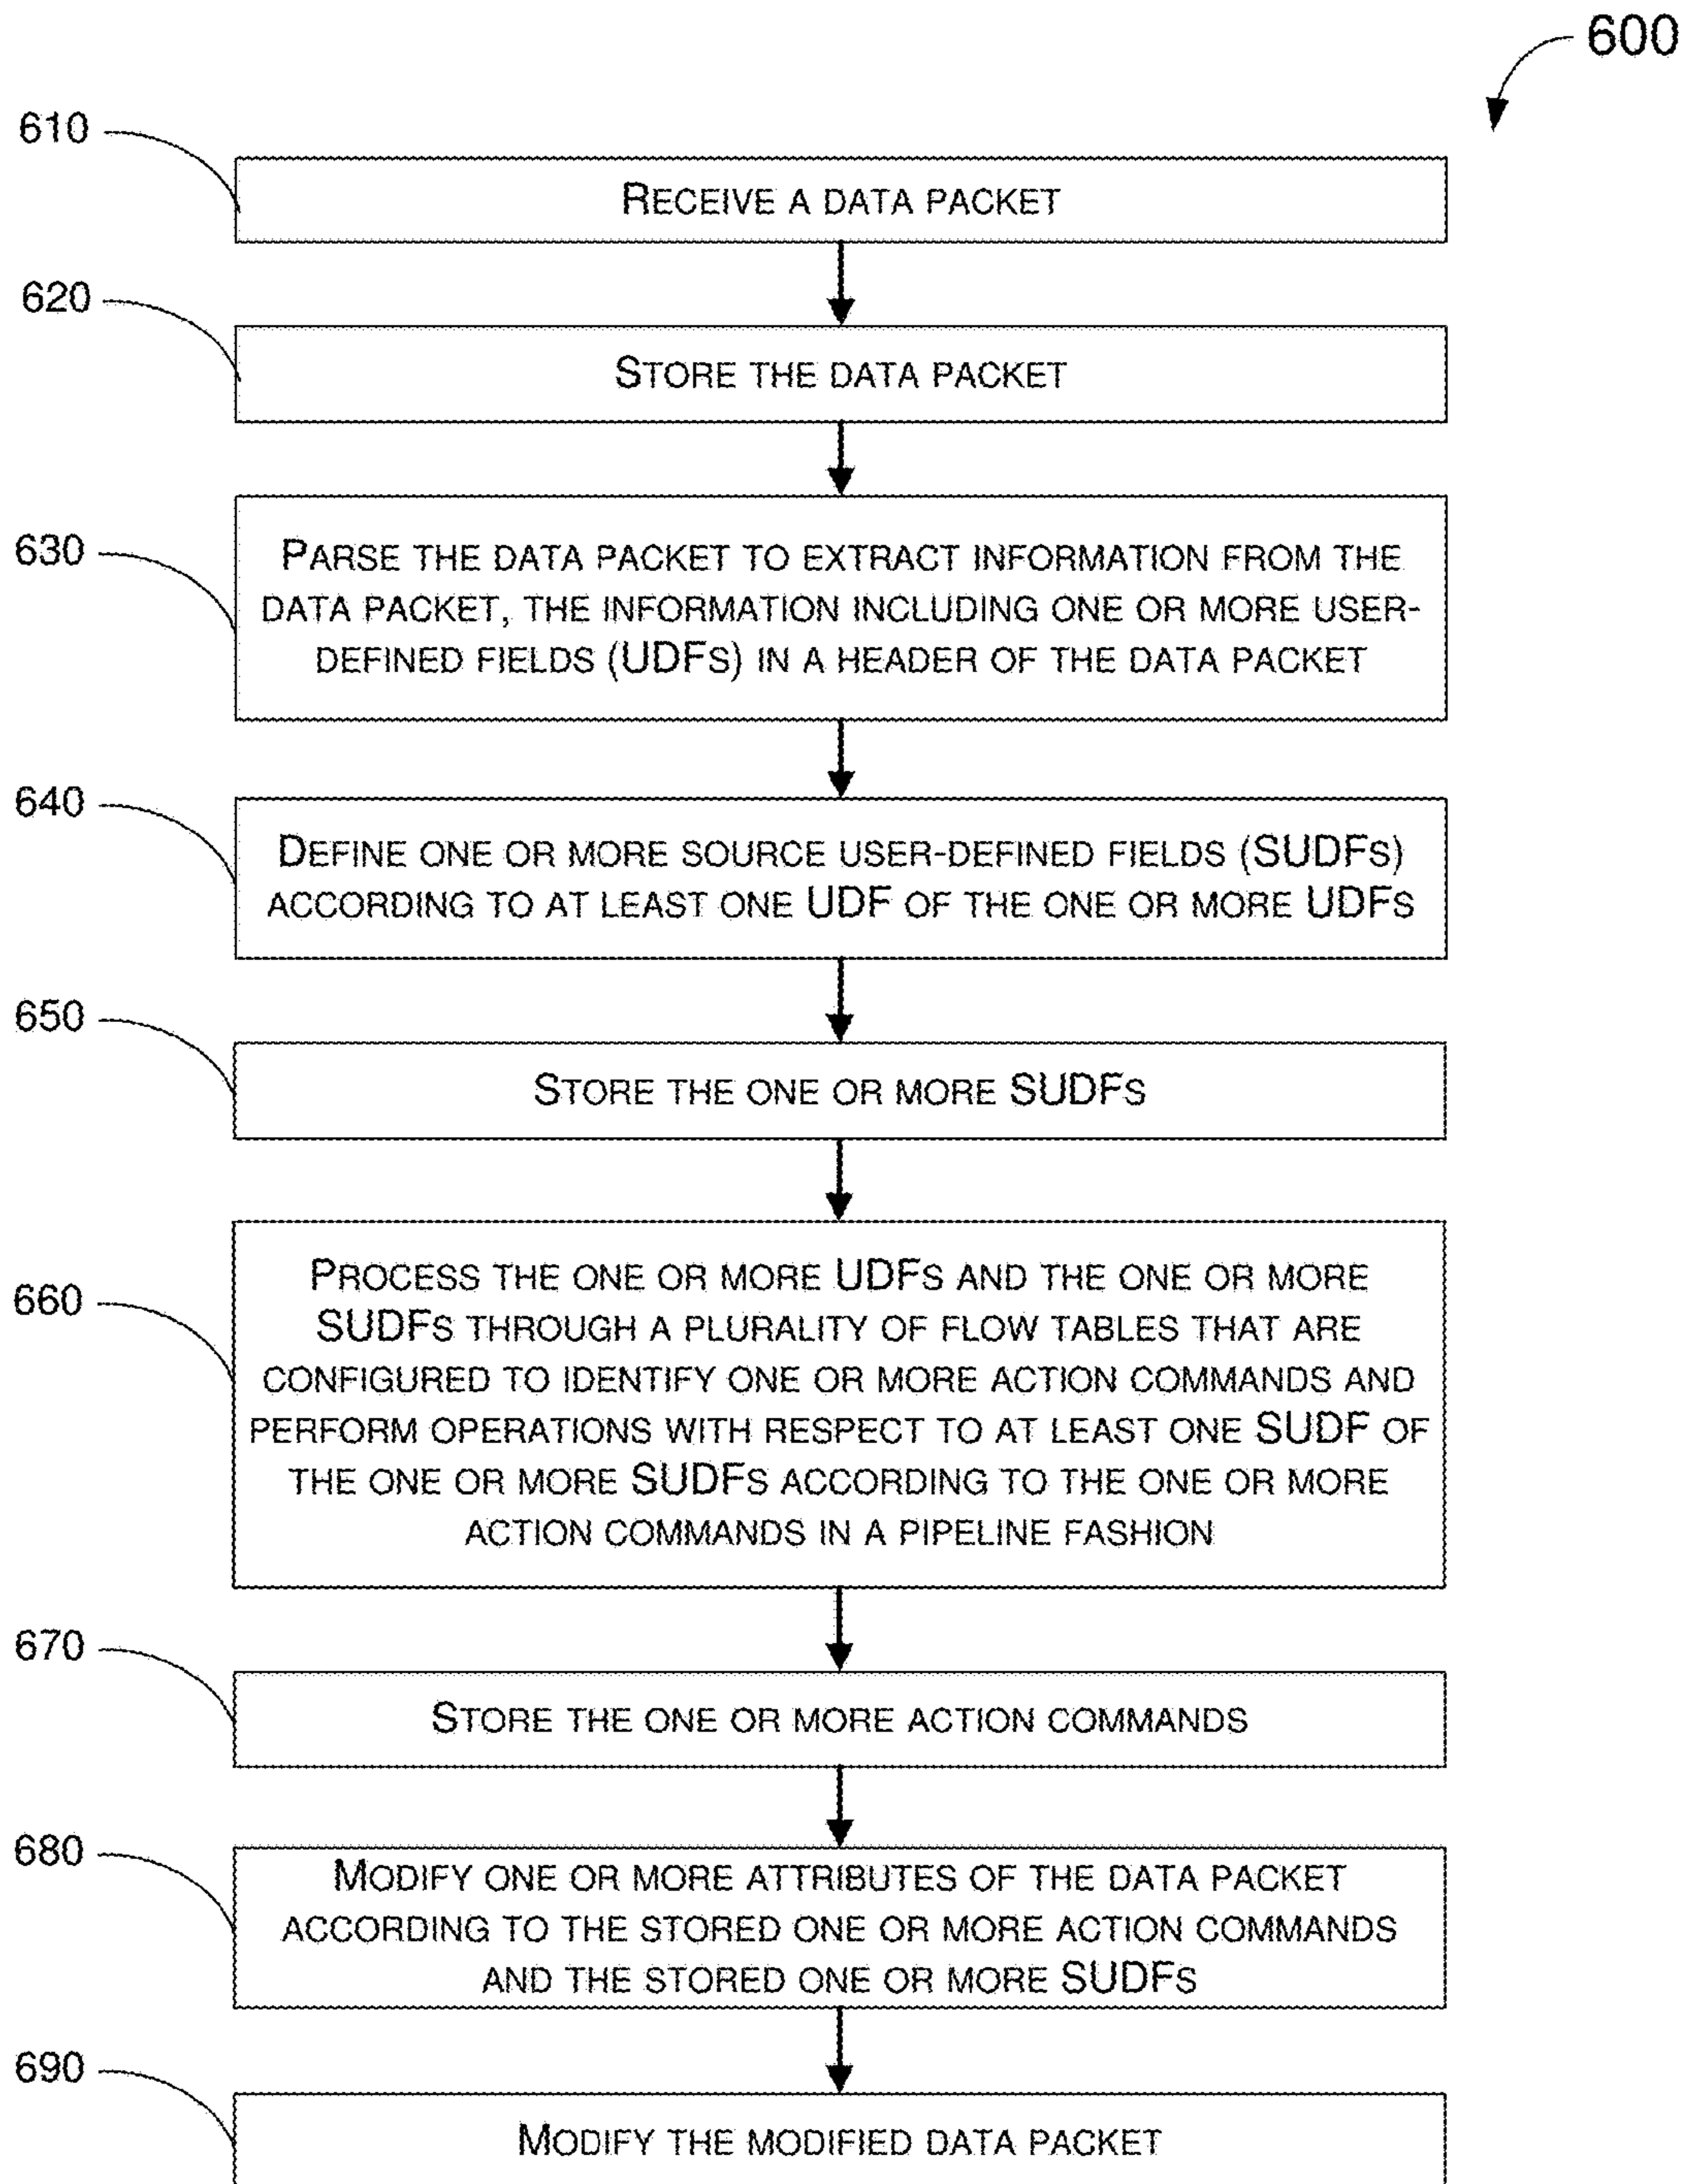 600
610
RECEIVE A DATA PACKET
620
STORE THE DATA PACKET
630
PARSE THE DATA PACKET TO EXTRACT INFORMATION FROM THE
DATA PACKET, THE INFORMATION INCLUDING ONE OR MORE USER-
DEFINED FIELDS (UDFS) IN A HEADER OF THE DATA PACKET
640
DEFINE ONE OR MORE SOURCE USER-DEFINED FIELDS (SUDFS)
ACCORDING TO AT LEAST ONE UDF OF THE ONE OR MORE UDFS
650
STORE THE ONE OR MORE SUDFS
660
PROCESS THE ONE OR MORE UDFS AND THE ONE OR MORE
SUDFS THROUGH A PLURALITY OF FLOW TABLES THAT ARE
CONFIGURED TO IDENTIFY ONE OR MORE ACTION COMMANDS AND
PERFORM OPERATIONS WITH RESPECT TO AT LEAST ONE SUDF OF
THE ONE OR MORE SUDFS ACCORDING TO THE ONE OR MORE
ACTION COMMANDS IN A PIPELINE FASHION
670
STORE THE ONE OR MORE ACTION COMMANDS
680
MODIFY ONE OR MORE ATTRIBUTES OF THE DATA PACKET
ACCORDING TO THE STORED ONE OR MORE ACTION COMMANDS
AND THE STORED ONE OR MORE SUDFS
690
MODIFY THE MODIFIED DATA PACKET